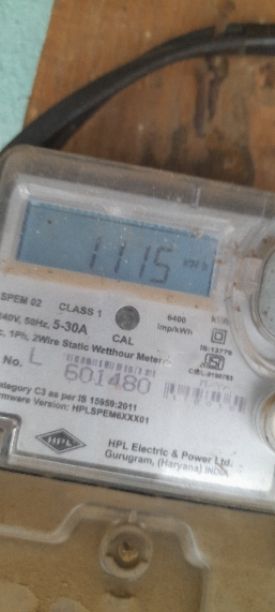 1115 kWh
SPEM 02 CLASS 1
240V, 50Hz, 5-30A CAL 6400 imp/kWh
1Ph, 2Wire Static Watthour Meter
IS:13779
No. L 601480
Category C3 as per IS 15959:2011
Firmware Version: HPLSPEM6XXX01
HPL HPL Electric & Power Ltd.
Gurugram, (Haryana) INDIA